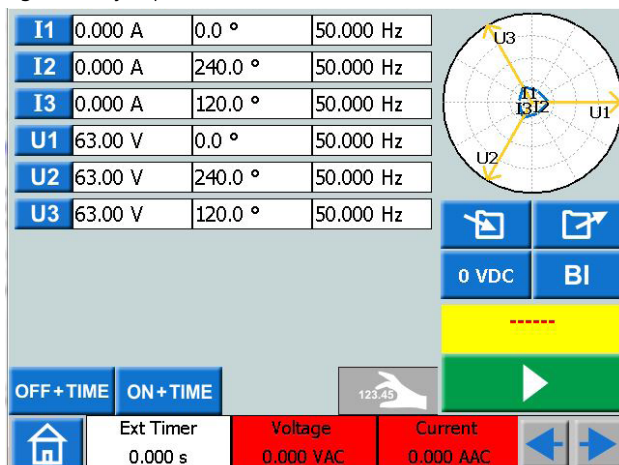 I1 0.000 A 0.0 ° 50.000 Hz
I2 0.000 A 240.0 ° 50.000 Hz
I3 0.000 A 120.0 ° 50.000 Hz
U1 63.00 V 0.0 ° 50.000 Hz
U2 63.00 V 240.0 ° 50.000 Hz
U3 63.00 V 120.0 ° 50.000 Hz
U3
I1
I3 I2 U1
U2
0 VDC BI
------
OFF+TIME ON+TIME 123.45
Ext Timer Voltage Current
0.000 s 0.000 VAC 0.000 AAC